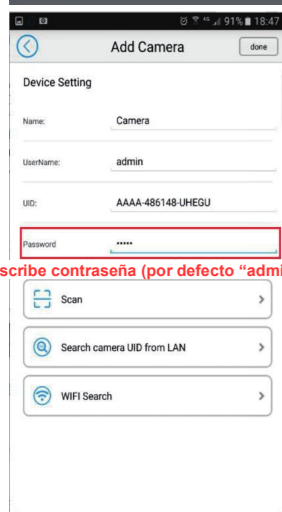 91% 18:47
Add Camera
done
Device Setting
Name:
Camera
UserName:
admin
UID:
AAAA-486148-UHEGU
Password
•••••
scribe contraseña (por defecto “admi
Scan
Search camera UID from LAN
WIFI Search